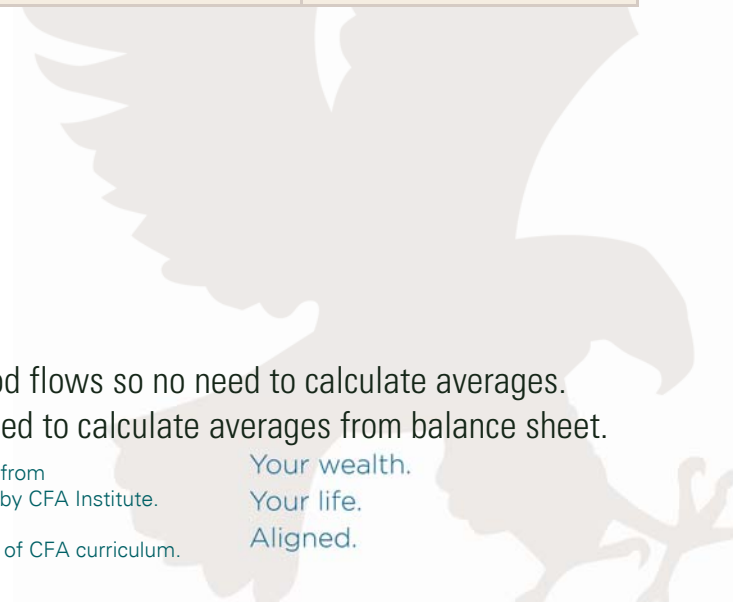 od flows so no need to calculate averages.
ed to calculate averages from balance sheet.
from
by CFA Institute.
of CFA curriculum.
Your wealth.
Your life.
Aligned.